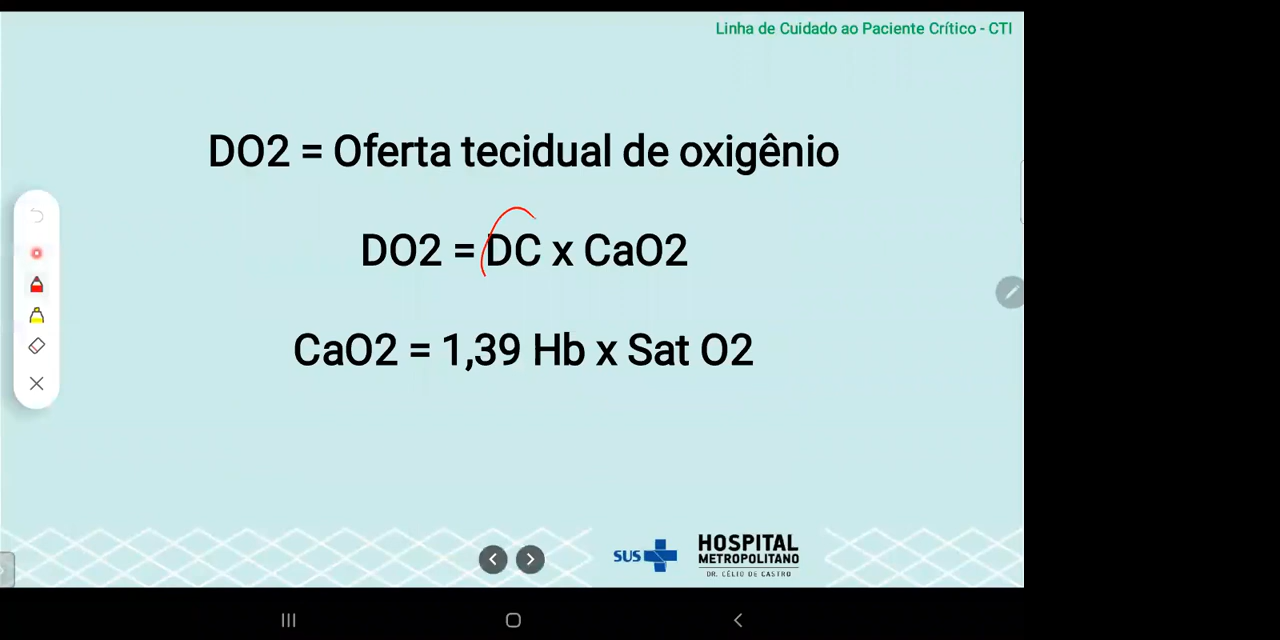 Linha de Cuidado ao Paciente Crítico - CTI
DO2 = Oferta tecidual de oxigênio
DO2 = DC x CaO2
CaO2 = 1,39 Hb x Sat O2
SUS
HOSPITAL
METROPOLITANO
DR. CÉLIO DE CASTRO